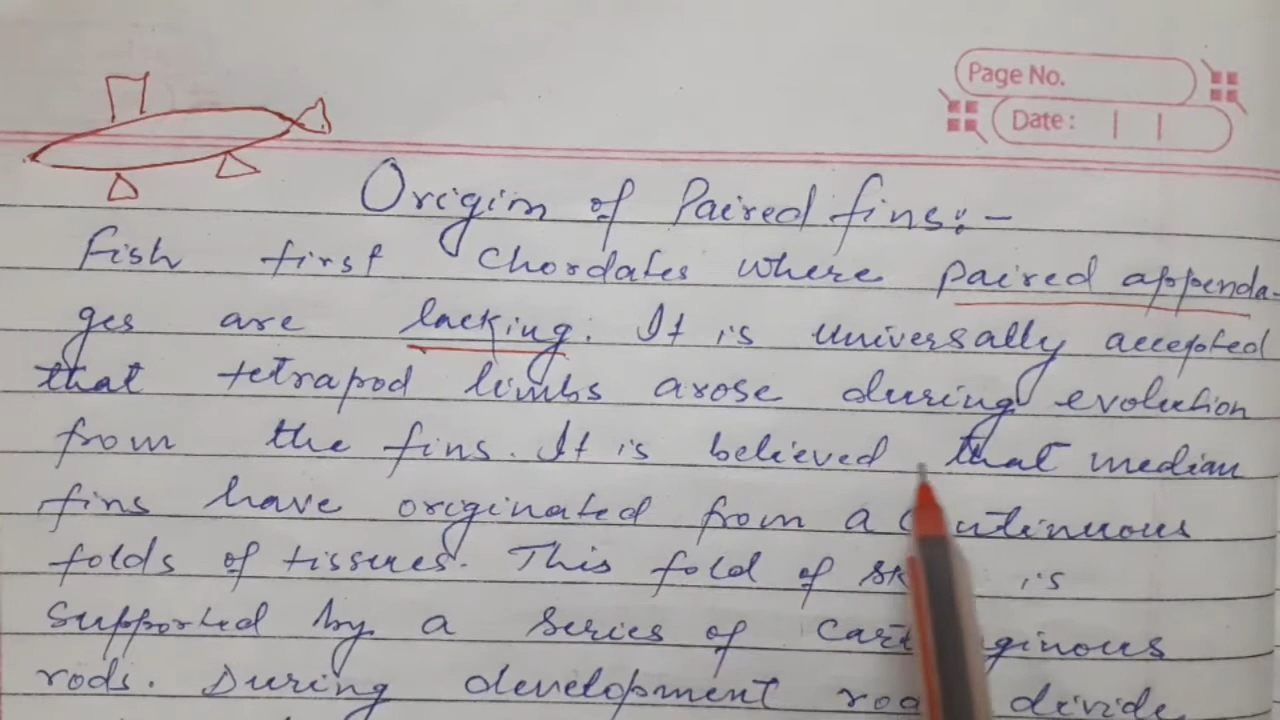 Page No.
Date :
Origin of Paired fins:-
Fish first chordates where paired appenda-
ges are lacking. It is universally accepted
that tetrapod limbs arose during evolution
from the fins. It is believed that median
fins have originated from a
folds of tissues. This fold of is
supported by a series of
rods. During development divide